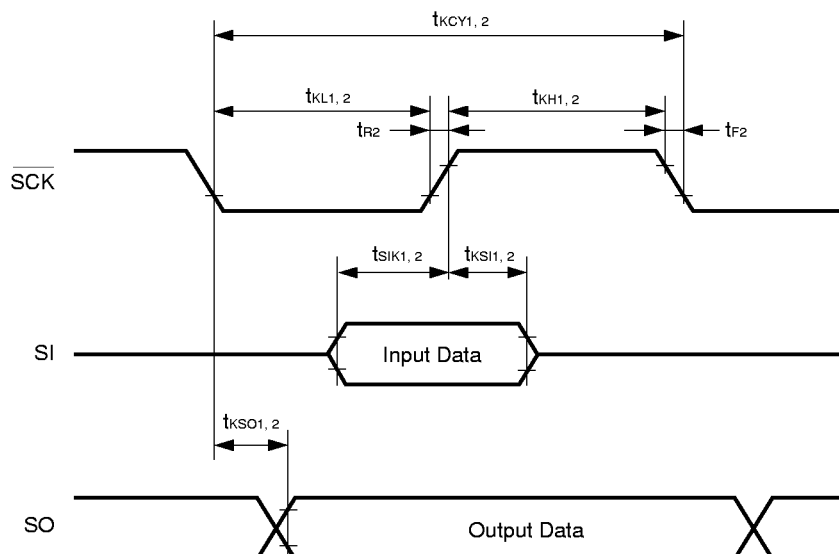 tKCY1, 2
tKL1, 2
tKH1, 2
tR2
tF2
SCK
tSIK1, 2
tKSI1, 2
SI
Input Data
tKSO1, 2
SO
Output Data